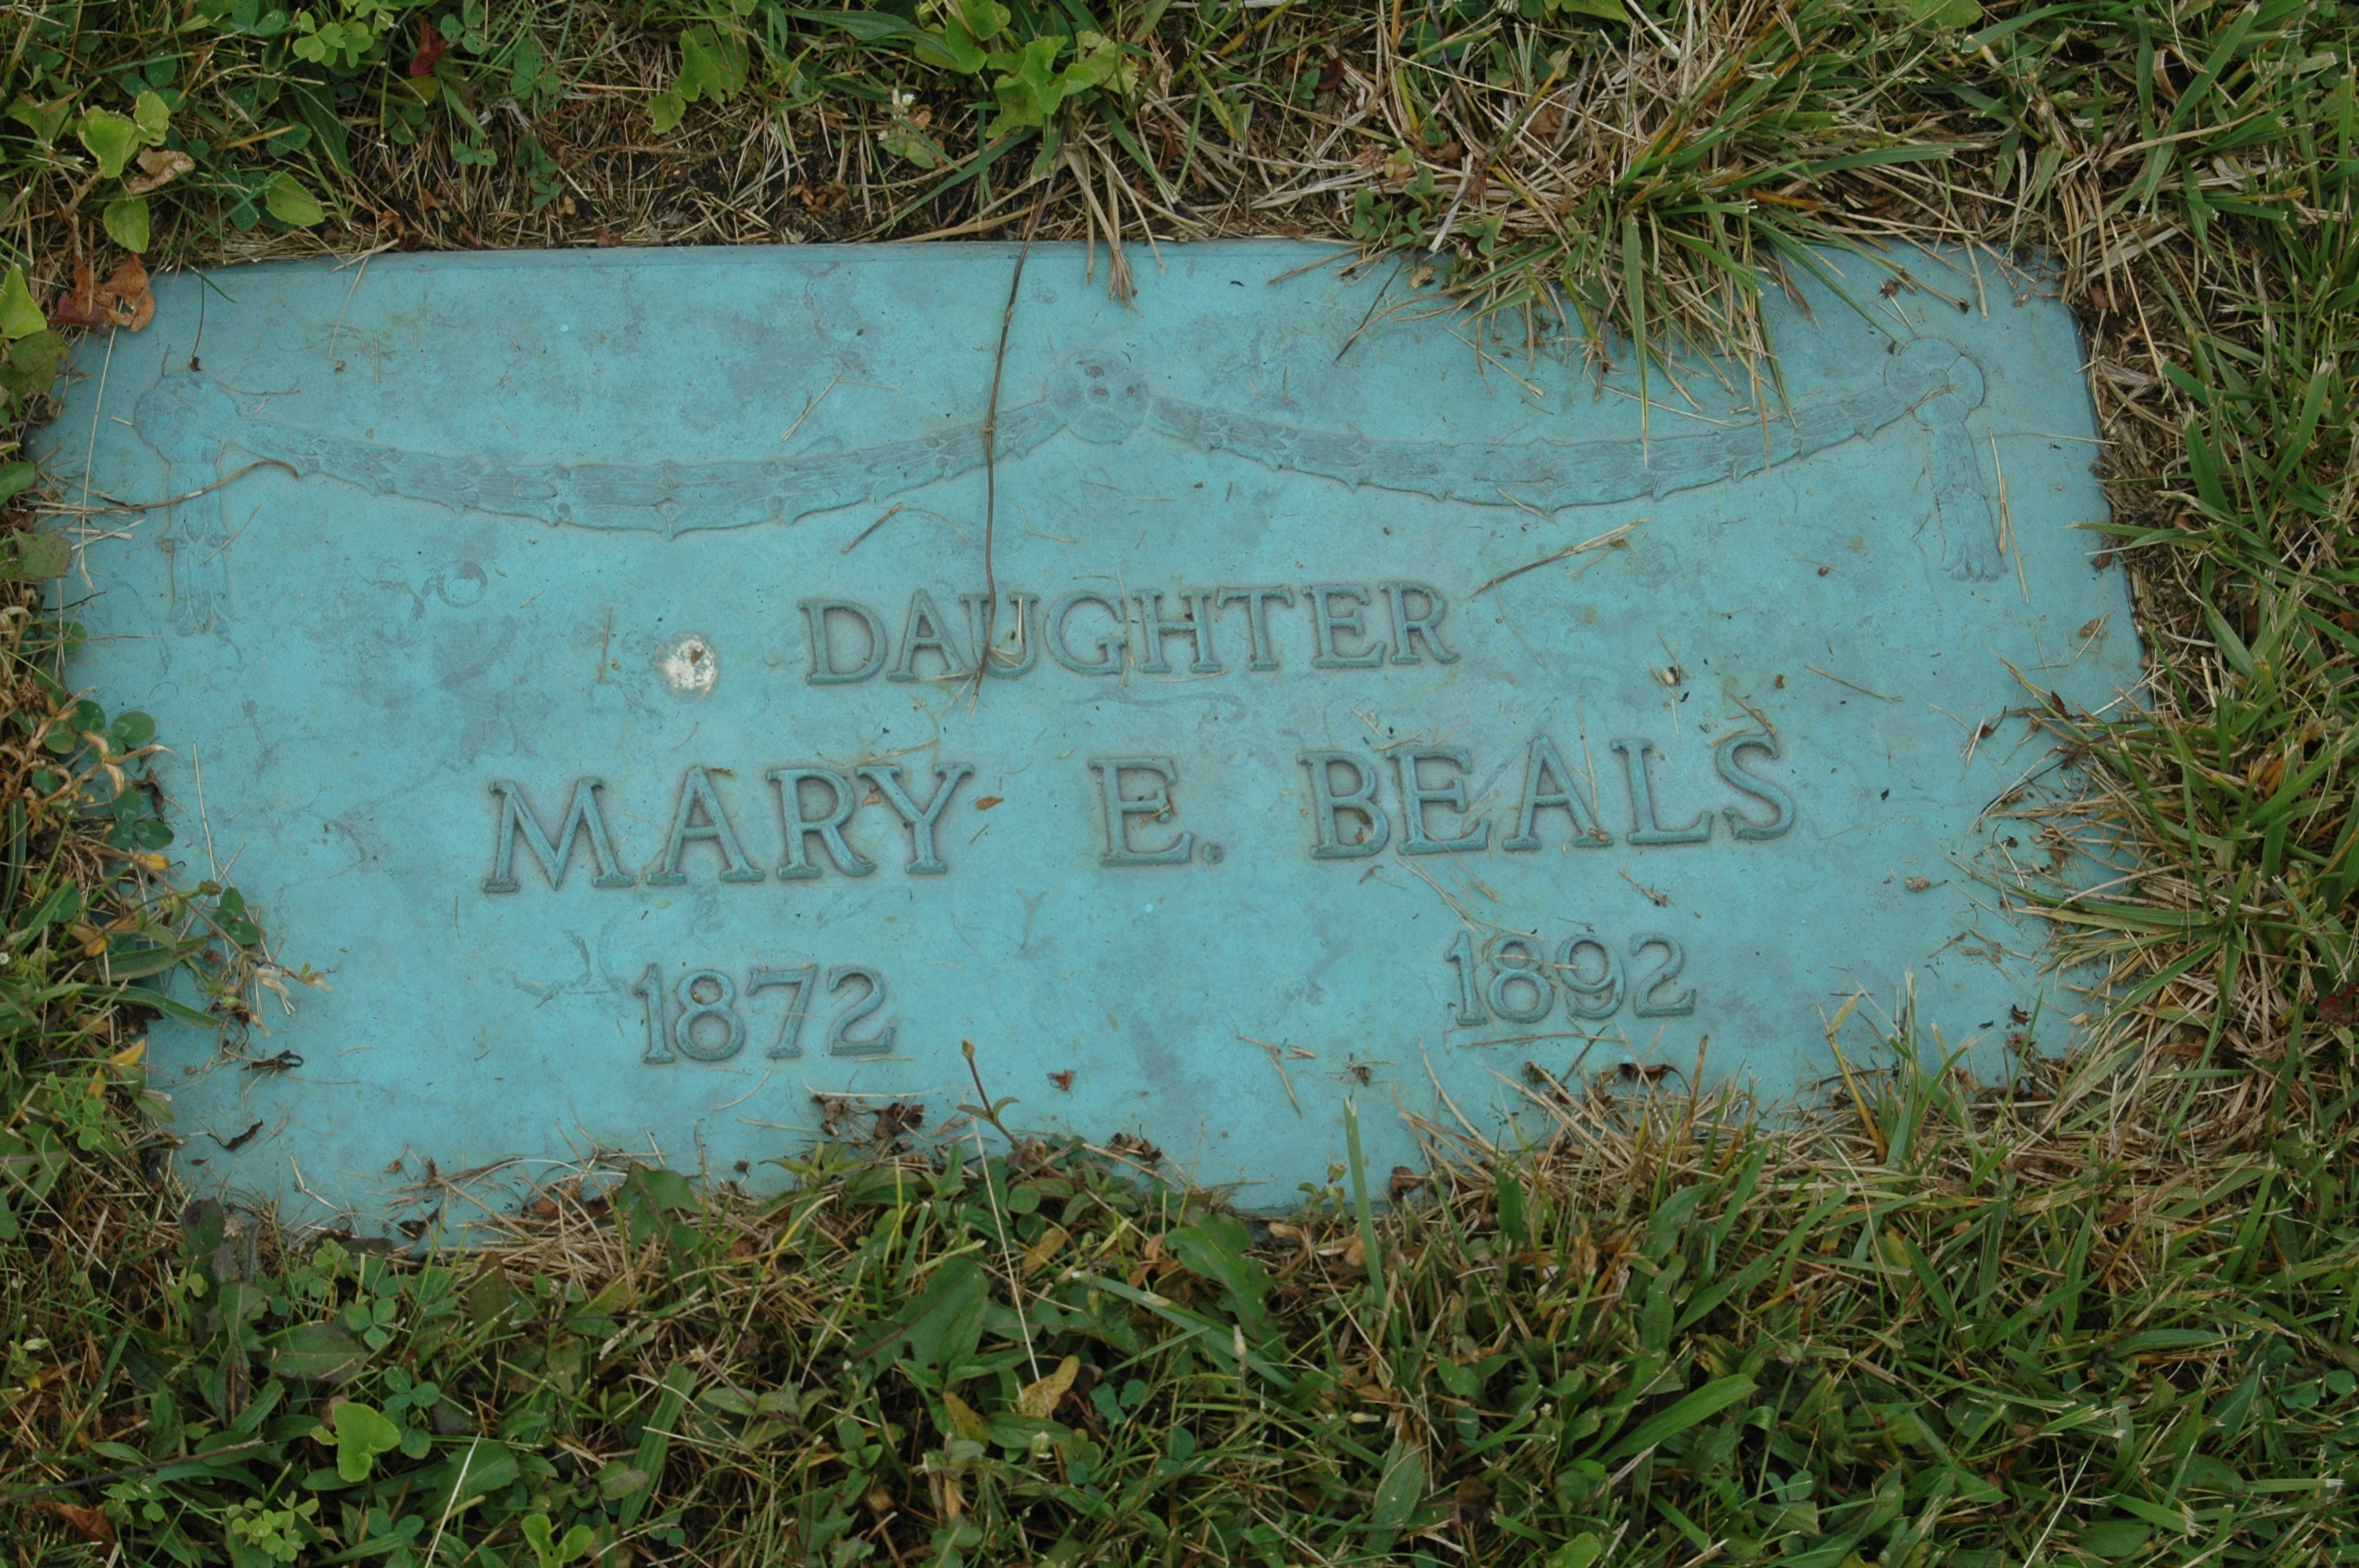 DAUGHTER
MARY E. BEALS
1872 1892